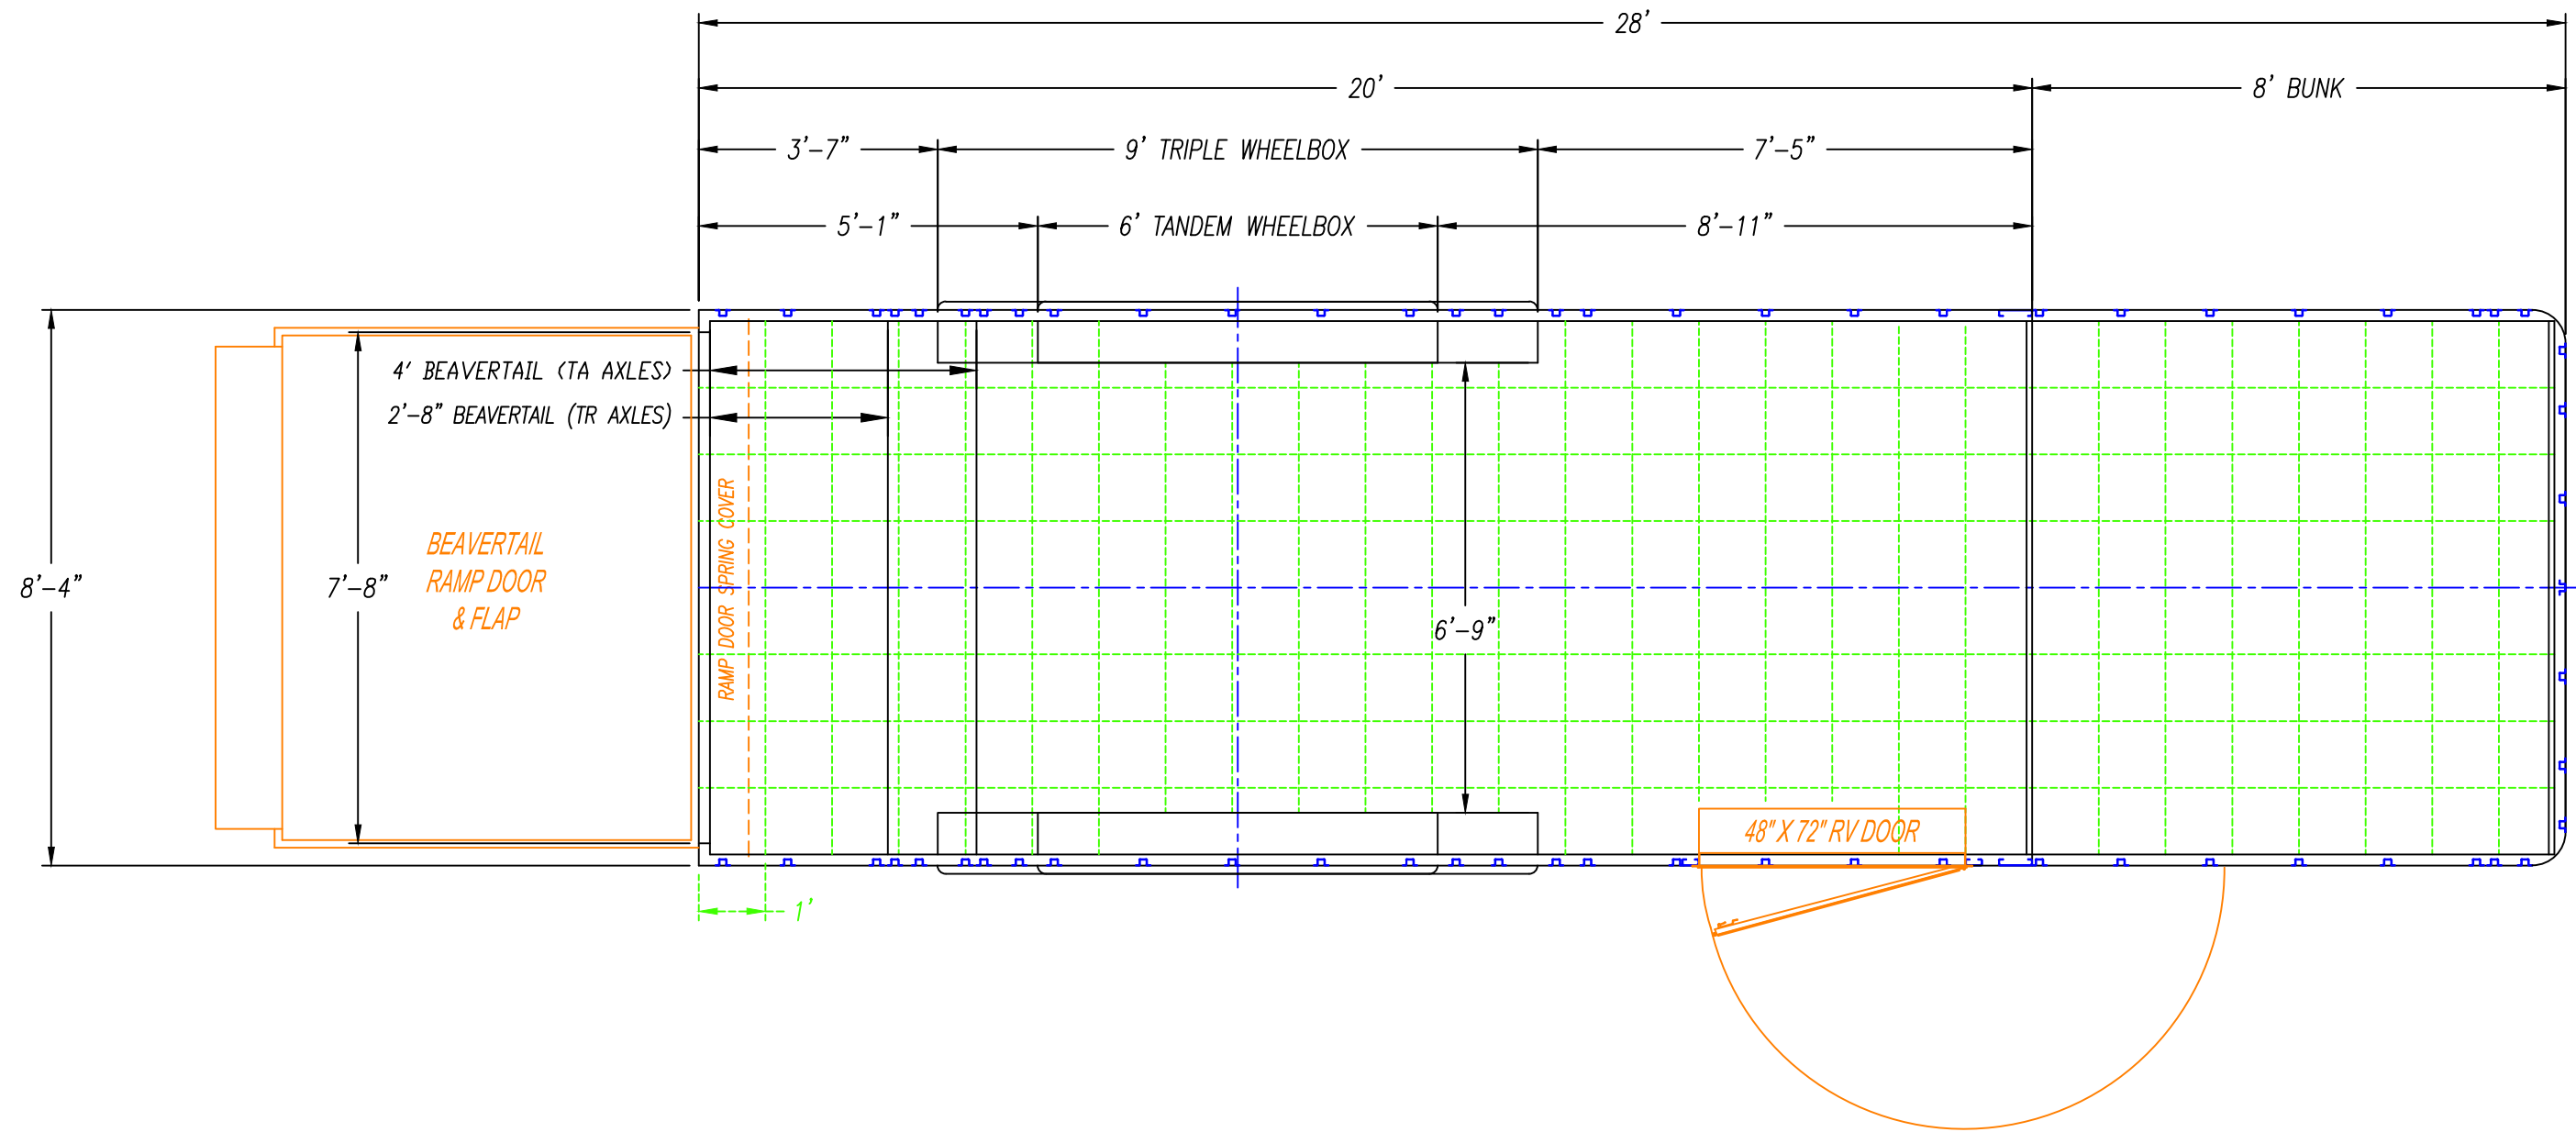 28'
20'
8' BUNK
3'-7"
9' TRIPLE WHEELBOX
7'-5"
5'-1"
6' TANDEM WHEELBOX
8'-11"
4' BEAVERTAIL (TA AXLES)
2'-8" BEAVERTAIL (TR AXLES)
8'-4"
7'-8"
BEAVERTAIL
RAMP DOOR
& FLAP
RAMP DOOR SPRING COVER
6'-9"
48" X 72" RV DOOR
1'